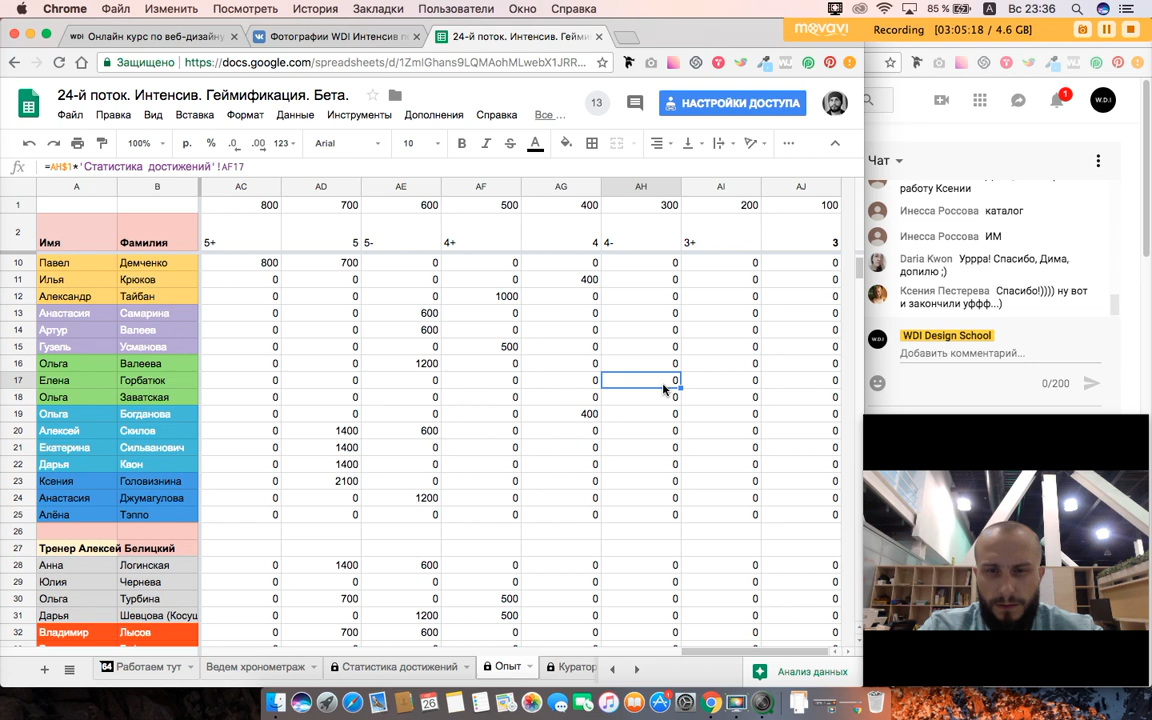 Chrome Файл Изменить Посмотреть История Закладки Пользователи Окно Справка
85 % A Вс 23:36
WDI Онлайн курс по веб-дизайну
Фотографии WDI Интенсив по
24-й поток. Интенсив. Гейми
movavi Recording [03:05:18 / 4.6 GB]
Защищено https://docs.google.com/spreadsheets/d/1ZmIGhans9LQMAohMLwebX1JRR...
24-й поток. Интенсив. Геймификация. Бета.
13 НАСТРОЙКИ ДОСТУПА
Файл Правка Вид Вставка Формат Данные Инструменты Дополнения Справка Все ...
100% р. % .0 .00 123 Arial 10 B I S A
fx =AH$1*'Статистика достижений'!AF17
A B AC AD AE AF AG AH AI AJ
1 800 700 600 500 400 300 200 100
2 Имя Фамилия 5+ 5 5- 4+ 4 4- 3+ 3
10 Павел Демченко 800 700 0 0 0 0 0 0
11 Илья Крюков 0 0 0 0 400 0 0 0
12 Александр Тайбан 0 0 0 1000 0 0 0 0
13 Анастасия Самарина 0 0 600 0 0 0 0 0
14 Артур Валеев 0 0 600 0 0 0 0 0
15 Гузель Усманова 0 0 0 500 0 0 0 0
16 Ольга Валеева 0 0 1200 0 0 0 0 0
17 Елена Горбатюк 0 0 0 0 0 0 0 0
18 Ольга Заватская 0 0 0 0 0 0 0 0
19 Ольга Богданова 0 0 0 0 400 0 0 0
20 Алексей Скилов 0 1400 600 0 0 0 0 0
21 Екатерина Сильванович 0 1400 0 0 0 0 0 0
22 Дарья Квон 0 1400 0 0 0 0 0 0
23 Ксения Головизнина 0 2100 0 0 0 0 0 0
24 Анастасия Джумагулова 0 0 1200 0 0 0 0 0
25 Алёна Тэппо 0 0 0 0 0 0 0 0
26
27 Тренер Алексей Белицкий
28 Анна Логинская 0 1400 600 0 0 0 0 0
29 Юлия Чернева 0 0 0 0 0 0 0 0
30 Ольга Турбина 0 700 0 500 0 0 0 0
31 Дарья Шевцова (Косуш 0 0 1200 500 0 0 0 0
32 Владимир Лысов 0 700 600 0 0 0 0 0
64 Работаем тут Ведем хронометраж Статистика достижений Опыт Куратор
Анализ данных
1 W.D.I
Чат
работу Ксении
Инесса Россова каталог
Инесса Россова ИМ
Daria Kwon Уррра! Спасибо, Дима,
допилю ;)
Ксения Пестерева Спасибо!)))) ну вот
и закончили уффф...)
WDI Design School
Добавить комментарий...
0/200